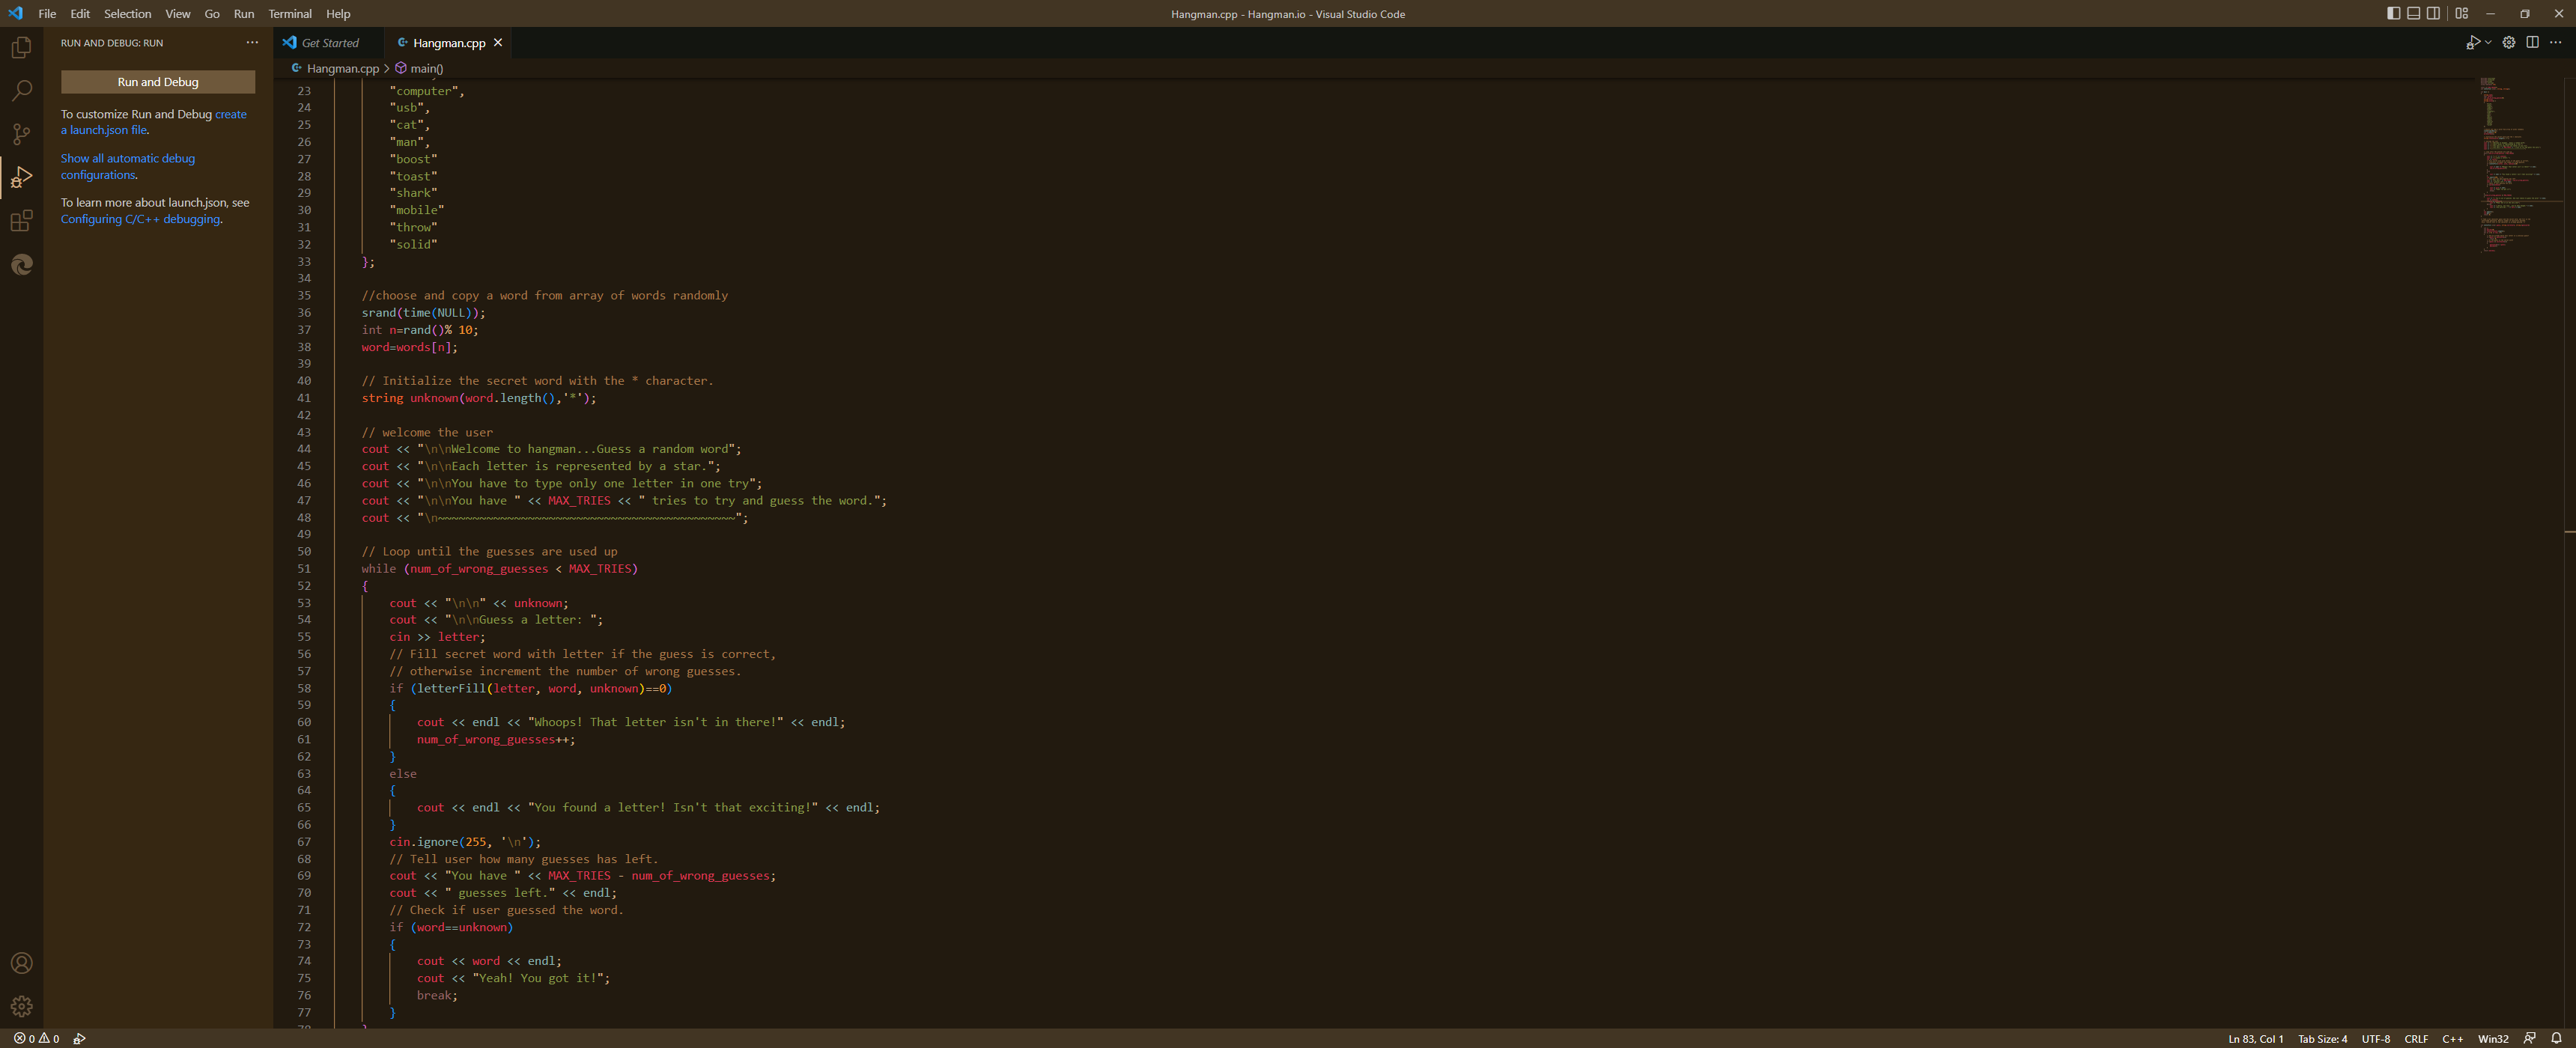 File Edit Selection View Go Run Terminal Help
Hangman.cpp - Hangman.io - Visual Studio Code
RUN AND DEBUG: RUN
Run and Debug
To customize Run and Debug create
a launch.json file.
Show all automatic debug
configurations.
To learn more about launch.json, see
Configuring C/C++ debugging.
Get Started
Hangman.cpp
Hangman.cpp > main()
23 "computer",
24 "usb",
25 "cat",
26 "man",
27 "boost"
28 "toast"
29 "shark"
30 "mobile"
31 "throw"
32 "solid"
33 };
34
35 //choose and copy a word from array of words randomly
36 srand(time(NULL));
37 int n=rand()% 10;
38 word=words[n];
39
40 // Initialize the secret word with the * character.
41 string unknown(word.length(),'*');
42
43 // welcome the user
44 cout << "\n\nWelcome to hangman...Guess a random word";
45 cout << "\n\nEach letter is represented by a star.";
46 cout << "\n\nYou have to type only one letter in one try";
47 cout << "\n\nYou have " << MAX_TRIES << " tries to try and guess the word.";
48 cout << "\n~~~~~~~~~~~~~~~~~~~~~~~~~~~~~~~~~~~~~~~~~~~";
49
50 // Loop until the guesses are used up
51 while (num_of_wrong_guesses < MAX_TRIES)
52 {
53 cout << "\n\n" << unknown;
54 cout << "\n\nGuess a letter: ";
55 cin >> letter;
56 // Fill secret word with letter if the guess is correct,
57 // otherwise increment the number of wrong guesses.
58 if (letterFill(letter, word, unknown)==0)
59 {
60 cout << endl << "Whoops! That letter isn't in there!" << endl;
61 num_of_wrong_guesses++;
62 }
63 else
64 {
65 cout << endl << "You found a letter! Isn't that exciting!" << endl;
66 }
67 cin.ignore(255, '\n');
68 // Tell user how many guesses has left.
69 cout << "You have " << MAX_TRIES - num_of_wrong_guesses;
70 cout << " guesses left." << endl;
71 // Check if user guessed the word.
72 if (word==unknown)
73 {
74 cout << word << endl;
75 cout << "Yeah! You got it!";
76 break;
77 }
0 0
Ln 83, Col 1 Tab Size: 4 UTF-8 CRLF C++ Win32